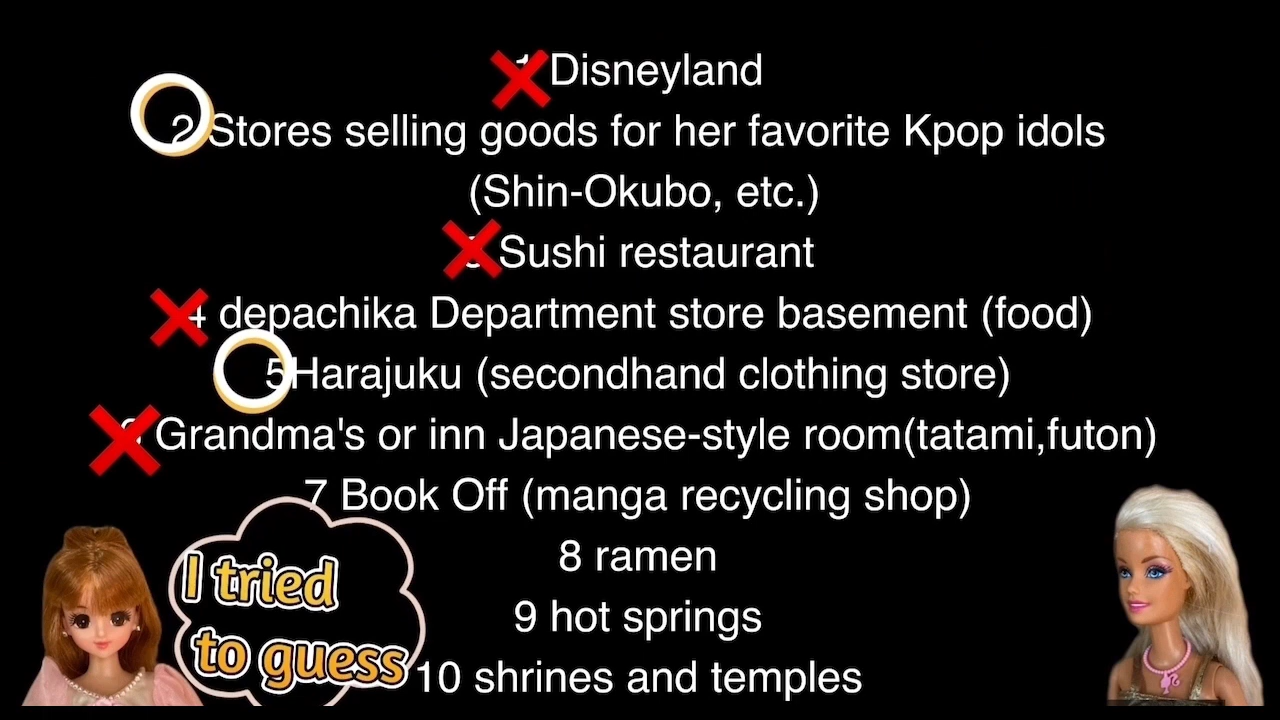 1 Disneyland
2 Stores selling goods for her favorite Kpop idols
(Shin-Okubo, etc.)
Sushi restaurant
4 depachika Department store basement (food)
5Harajuku (secondhand clothing store)
Grandma's or inn Japanese-style room(tatami,futon)
7 Book Off (manga recycling shop)
8 ramen
9 hot springs
10 shrines and temples
I tried
to guess